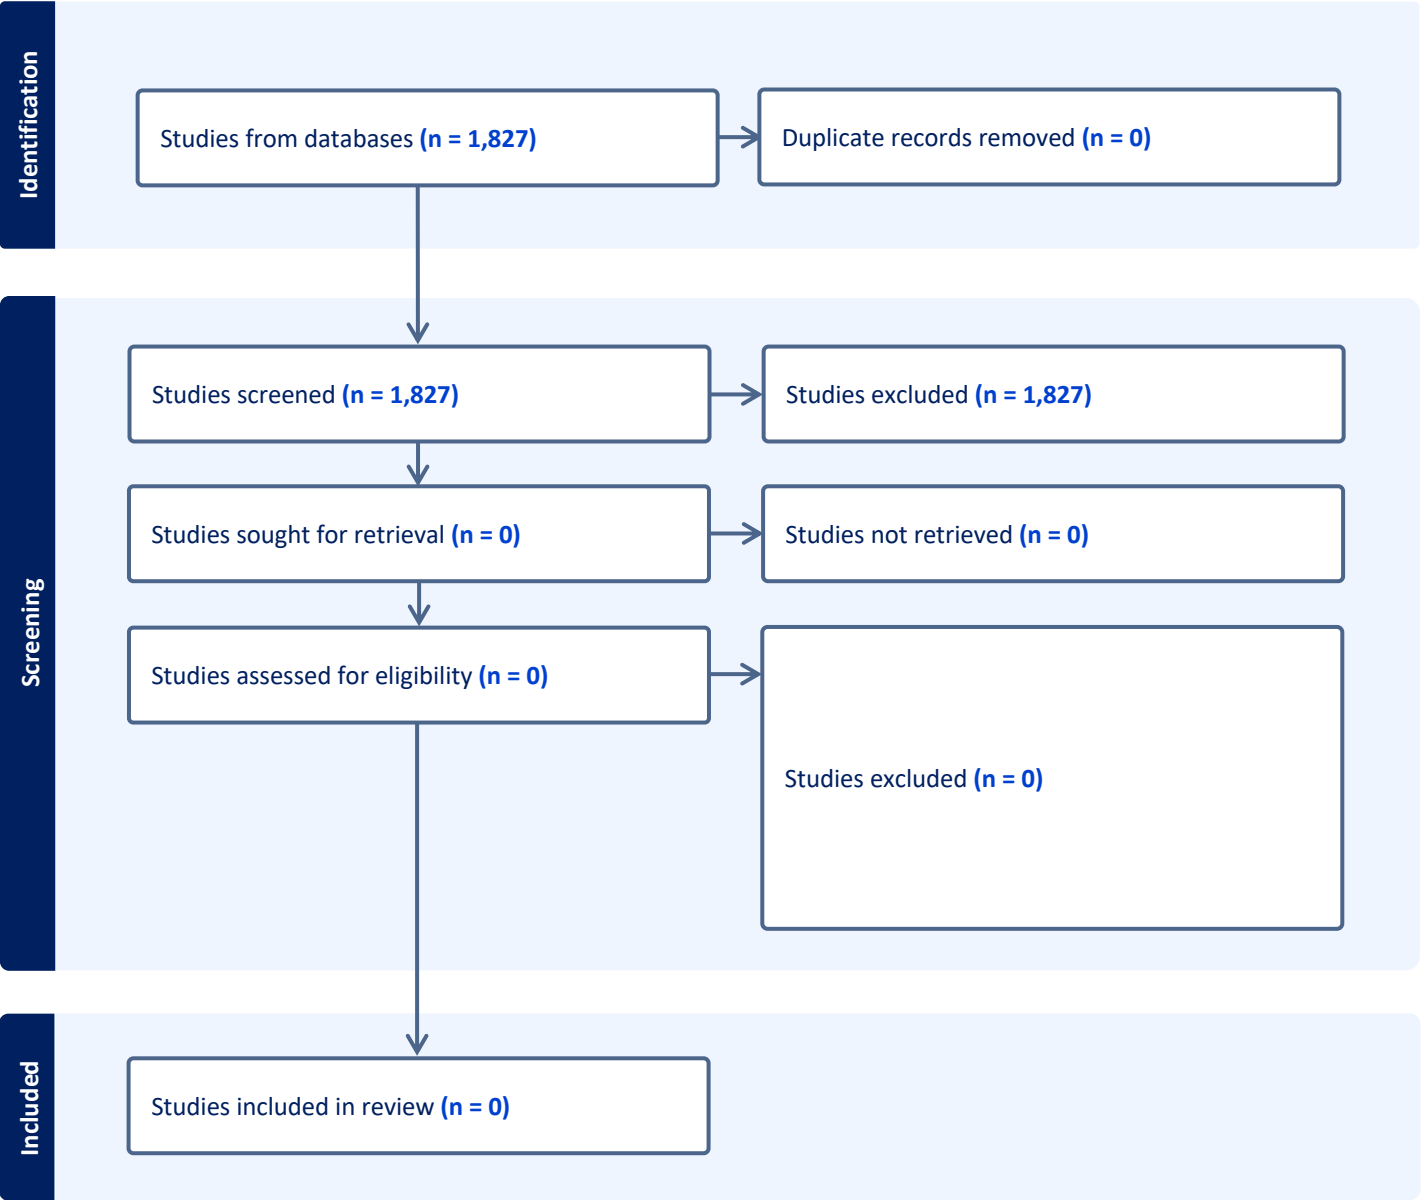 Identification
Studies from databases (n = 1,827)
Duplicate records removed (n = 0)
Screening
Studies screened (n = 1,827)
Studies excluded (n = 1,827)
Studies sought for retrieval (n = 0)
Studies not retrieved (n = 0)
Studies assessed for eligibility (n = 0)
Studies excluded (n = 0)
Included
Studies included in review (n = 0)